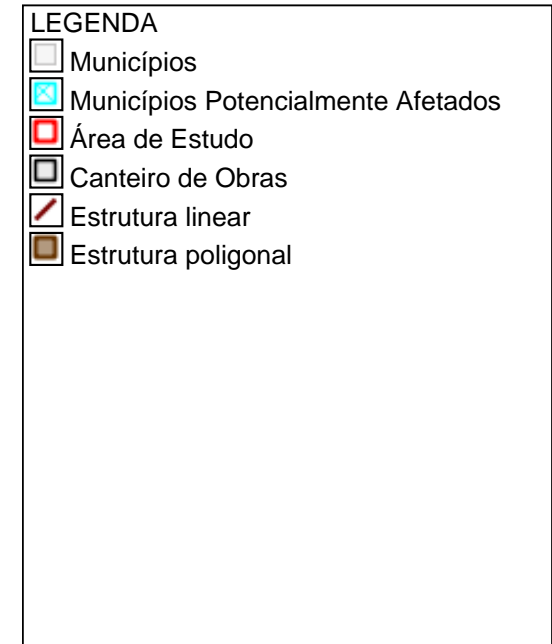 LEGENDA
Municípios
Municípios Potencialmente Afetados
Área de Estudo
Canteiro de Obras
Estrutura linear
Estrutura poligonal